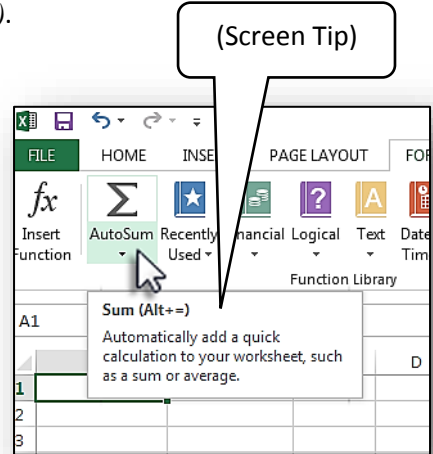 ).
(Screen Tip)
FILE HOME INSE PAGE LAYOUT FOR
fx Σ ? A
Insert Function
AutoSum
Recently Used
nancial
Logical
Text
Date
Tim
Function Library
A1
Sum (Alt+=)
Automatically add a quick
calculation to your worksheet, such
as a sum or average.
D
1
2
3